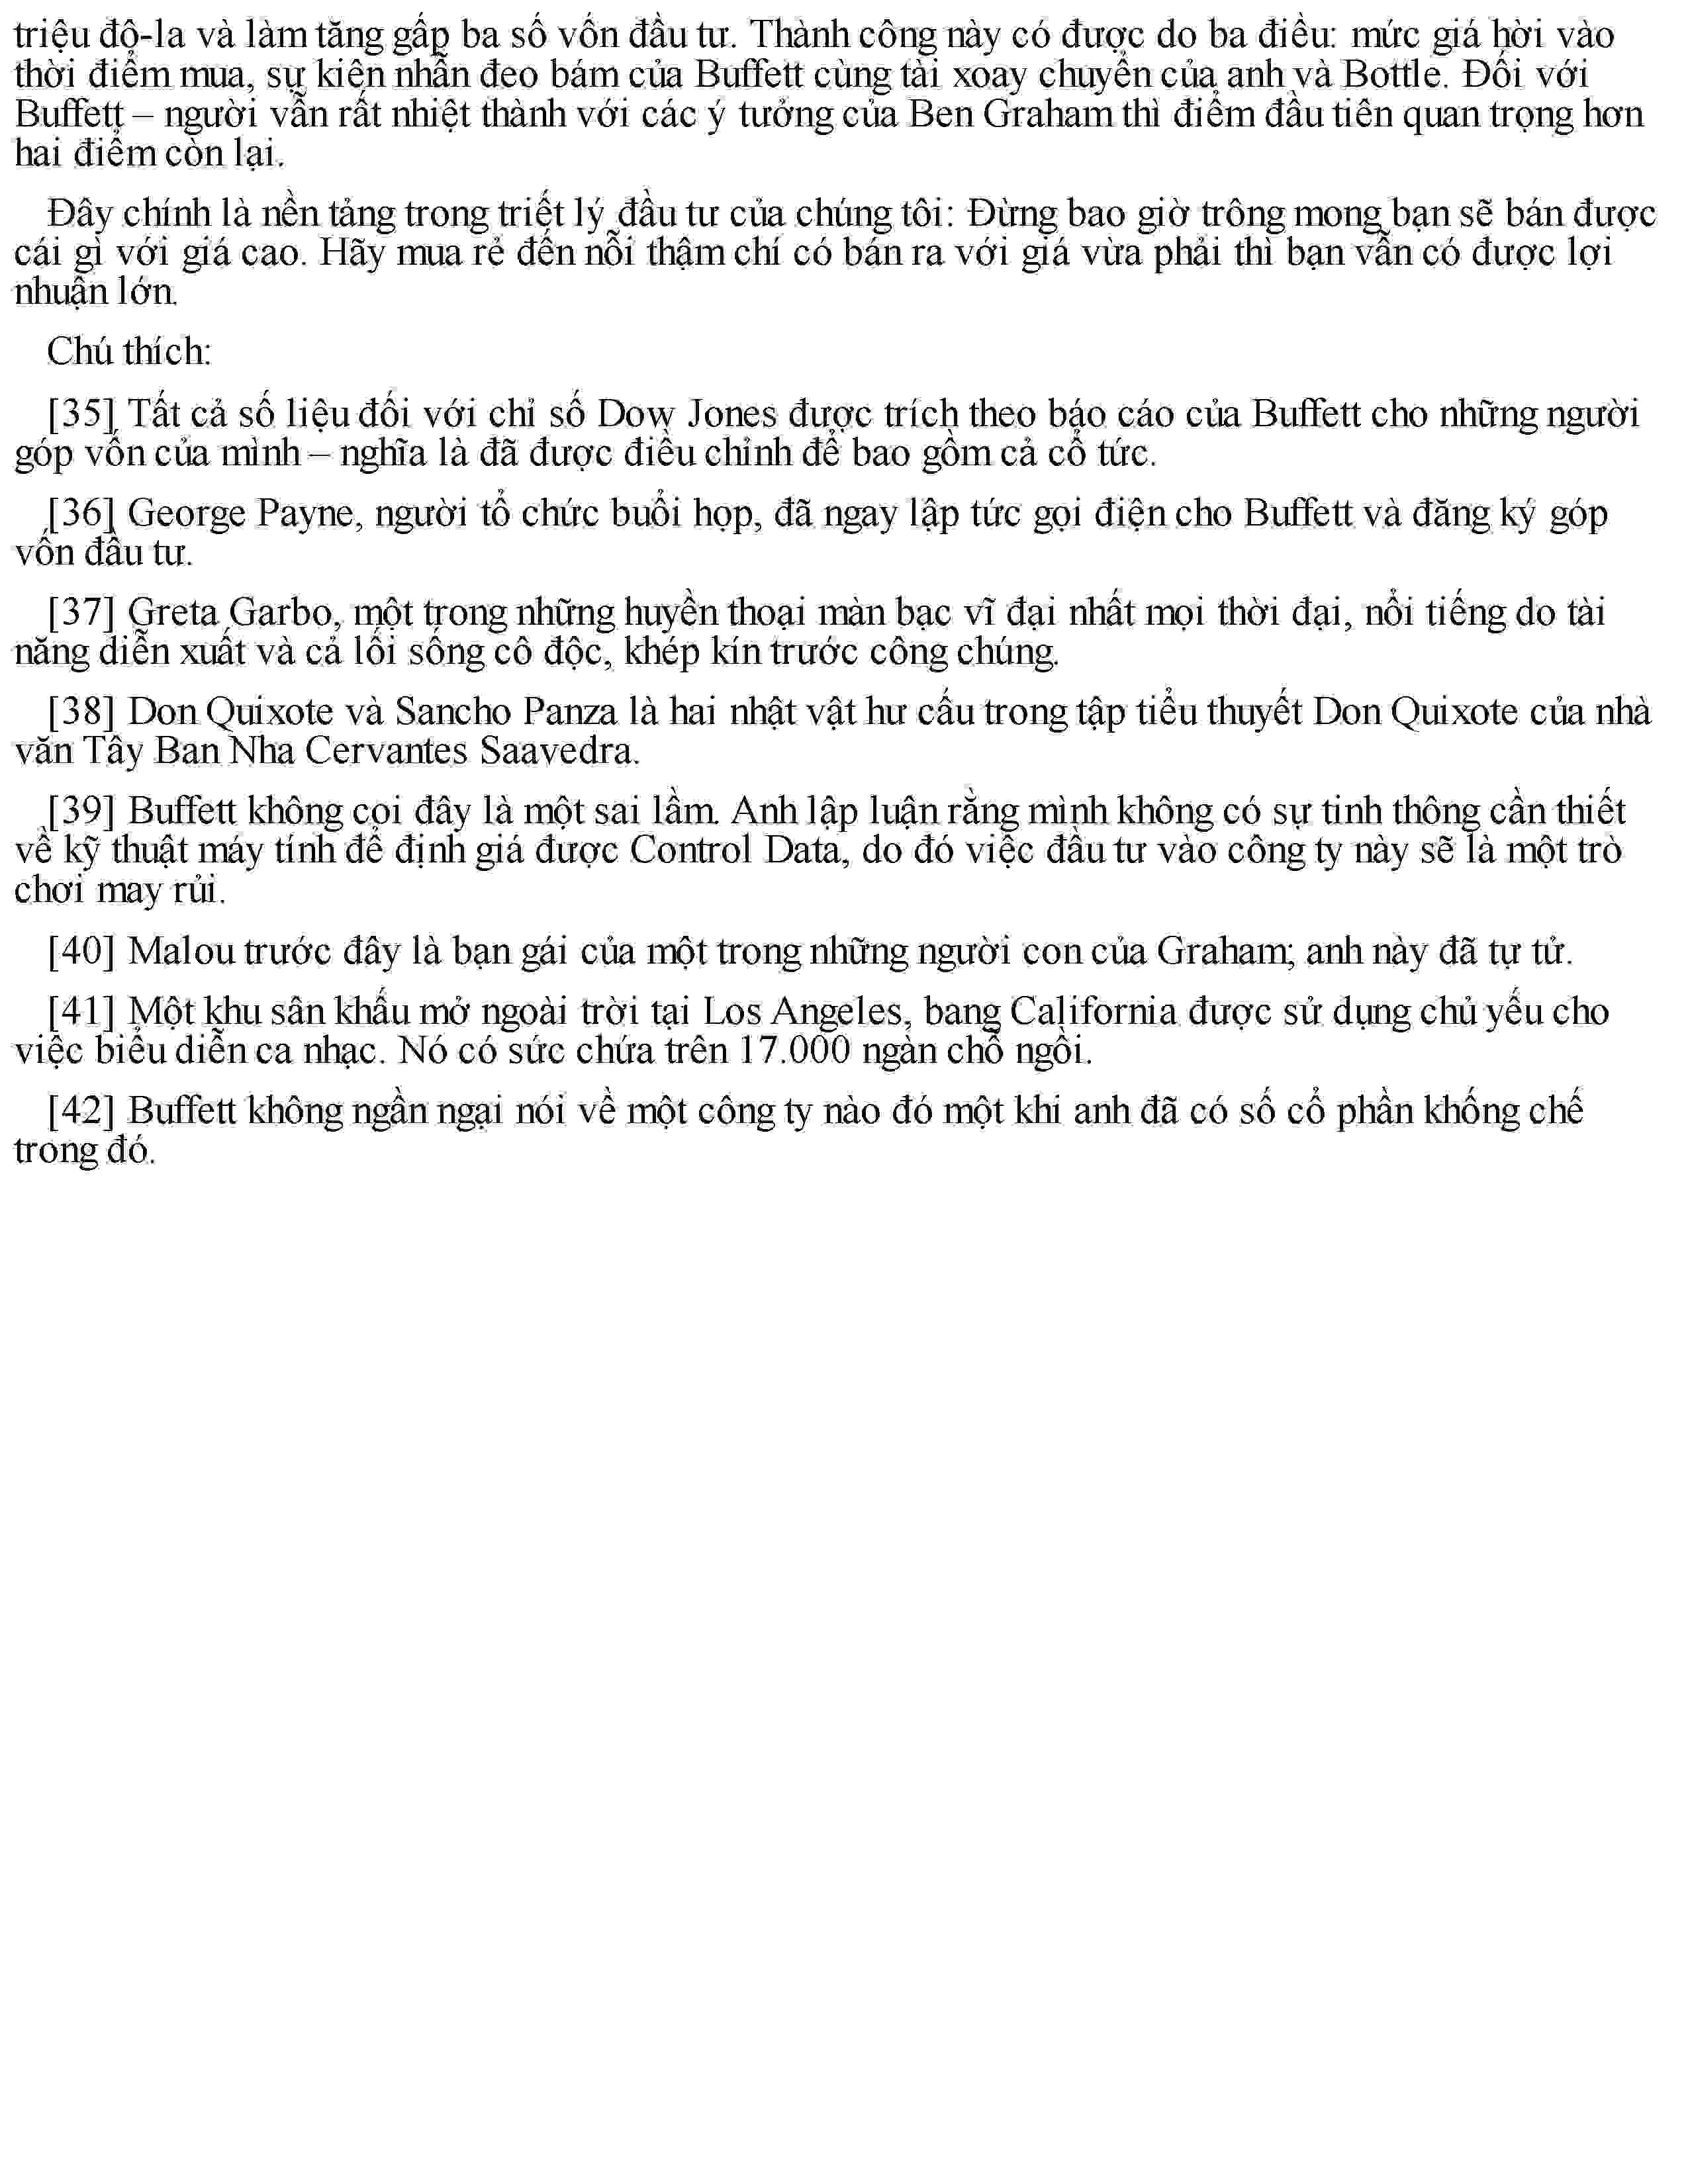 triệu đô-la và làm tăng gấp ba số vốn đầu tư. Thành công này có được do ba điều: mức giá hời vào
thời điểm mua, sự kiên nhẫn đeo bám của Buffett cùng tài xoay chuyển của anh và Bottle. Đối với
Buffett – người vẫn rất nhiệt thành với các ý tưởng của Ben Graham thì điểm đầu tiên quan trọng hơn
hai điểm còn lại.
Đây chính là nền tảng trong triết lý đầu tư của chúng tôi: Đừng bao giờ trông mong bạn sẽ bán được
cái gì với giá cao. Hãy mua rẻ đến nỗi thậm chí có bán ra với giá vừa phải thì bạn vẫn có được lợi
nhuận lớn.
Chú thích:
[35] Tất cả số liệu đối với chỉ số Dow Jones được trích theo báo cáo của Buffett cho những người
góp vốn của mình – nghĩa là đã được điều chỉnh để bao gồm cả cổ tức.
[36] George Payne, người tổ chức buổi họp, đã ngay lập tức gọi điện cho Buffett và đăng ký góp
vốn đầu tư.
[37] Greta Garbo, một trong những huyền thoại màn bạc vĩ đại nhất mọi thời đại, nổi tiếng do tài
năng diễn xuất và cả lối sống cô độc, khép kín trước công chúng.
[38] Don Quixote và Sancho Panza là hai nhật vật hư cấu trong tập tiểu thuyết Don Quixote của nhà
văn Tây Ban Nha Cervantes Saavedra.
[39] Buffett không coi đây là một sai lầm. Anh lập luận rằng mình không có sự tinh thông cần thiết
về kỹ thuật máy tính để định giá được Control Data, do đó việc đầu tư vào công ty này sẽ là một trò
chơi may rủi.
[40] Malou trước đây là bạn gái của một trong những người con của Graham; anh này đã tự tử.
[41] Một khu sân khấu mở ngoài trời tại Los Angeles, bang California được sử dụng chủ yếu cho
việc biểu diễn ca nhạc. Nó có sức chứa trên 17.000 ngàn chỗ ngồi.
[42] Buffett không ngần ngại nói về một công ty nào đó một khi anh đã có số cổ phần khống chế
trong đó.